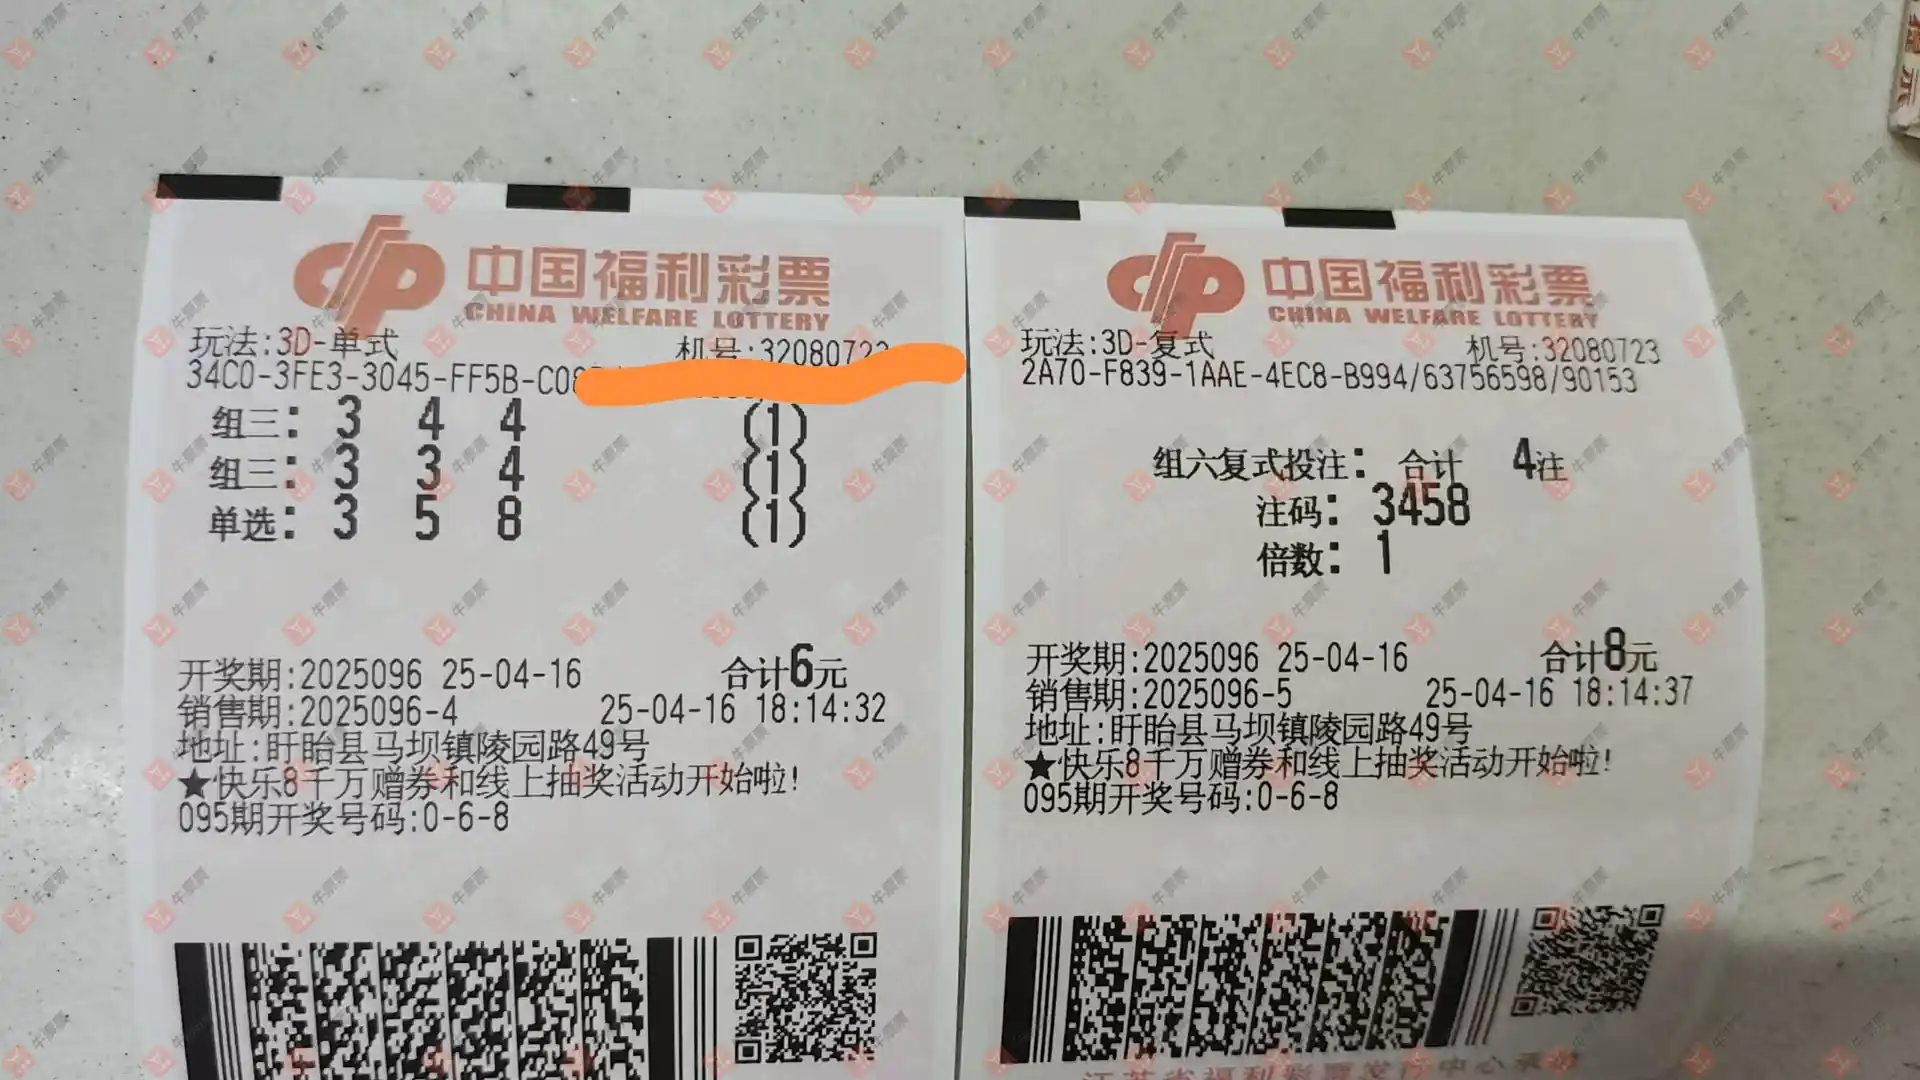 中国福利彩票
CHINA WELFARE LOTTERY
玩法:3D-单式 机号:3208072
34C0-3FE3-3045-FF5B-C08
组三: 3 4 4 (1)
组三: 3 3 4 (1)
单选: 3 5 8 (1)
开奖期:2025096 25-04-16 合计6元
销售期:2025096-4 25-04-16 18:14:32
地址:盱眙县马坝镇陵园路49号
★快乐8千万赠券和线上抽奖活动开始啦!
095期开奖号码:0-6-8
中国福利彩票
CHINA WELFARE LOTTERY
玩法:3D-复式 机号:32080723
2A70-F839-1AAE-4EC8-B994/63756598/90153
组六复式投注: 合计 4注
注码: 3458
倍数: 1
开奖期:2025096 25-04-16 合计8元
销售期:2025096-5 25-04-16 18:14:37
地址:盱眙县马坝镇陵园路49号
★快乐8千万赠券和线上抽奖活动开始啦!
095期开奖号码:0-6-8